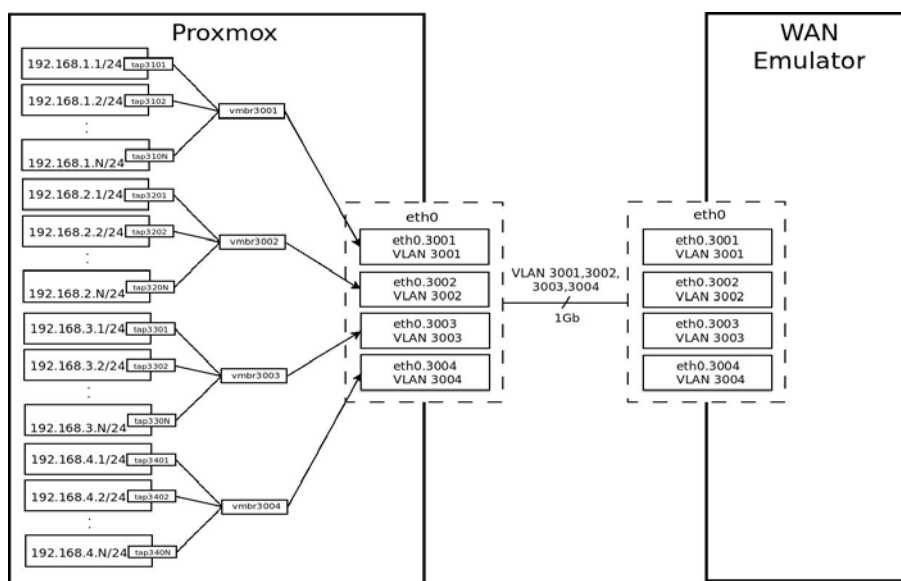 Proxmox
192.168.1.1/24 tap3101
192.168.1.2/24 tap3102
:
192.168.1.N/24 tap310N
vmbr3001
192.168.2.1/24 tap3201
192.168.2.2/24 tap3202
:
192.168.2.N/24 tap320N
vmbr3002
192.168.3.1/24 tap3301
192.168.3.2/24 tap3302
:
192.168.3.N/24 tap330N
vmbr3003
192.168.4.1/24 tap3401
192.168.4.2/24 tap3402
:
192.168.4.N/24 tap340N
vmbr3004
eth0
eth0.3001
VLAN 3001
eth0.3002
VLAN 3002
eth0.3003
VLAN 3003
eth0.3004
VLAN 3004
VLAN 3001,3002,
3003,3004
1Gb
WAN
Emulator
eth0
eth0.3001
VLAN 3001
eth0.3002
VLAN 3002
eth0.3003
VLAN 3003
eth0.3004
VLAN 3004